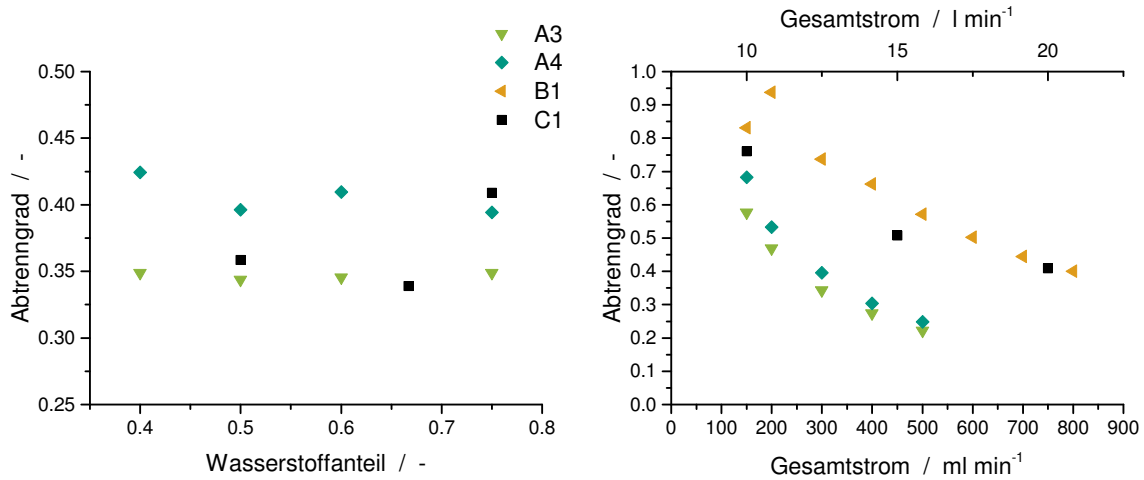 A3
A4
B1
C1
0.50
0.45
0.40
0.35
0.30
0.25
Abtrenngrad / -
0.4 0.5 0.6 0.7 0.8
Wasserstoffanteil / -
Gesamtstrom / l min⁻¹
10 15 20
1.0
0.9
0.8
0.7
0.6
0.5
0.4
0.3
0.2
0.1
0.0
Abtrenngrad / -
0 100 200 300 400 500 600 700 800 900
Gesamtstrom / ml min⁻¹